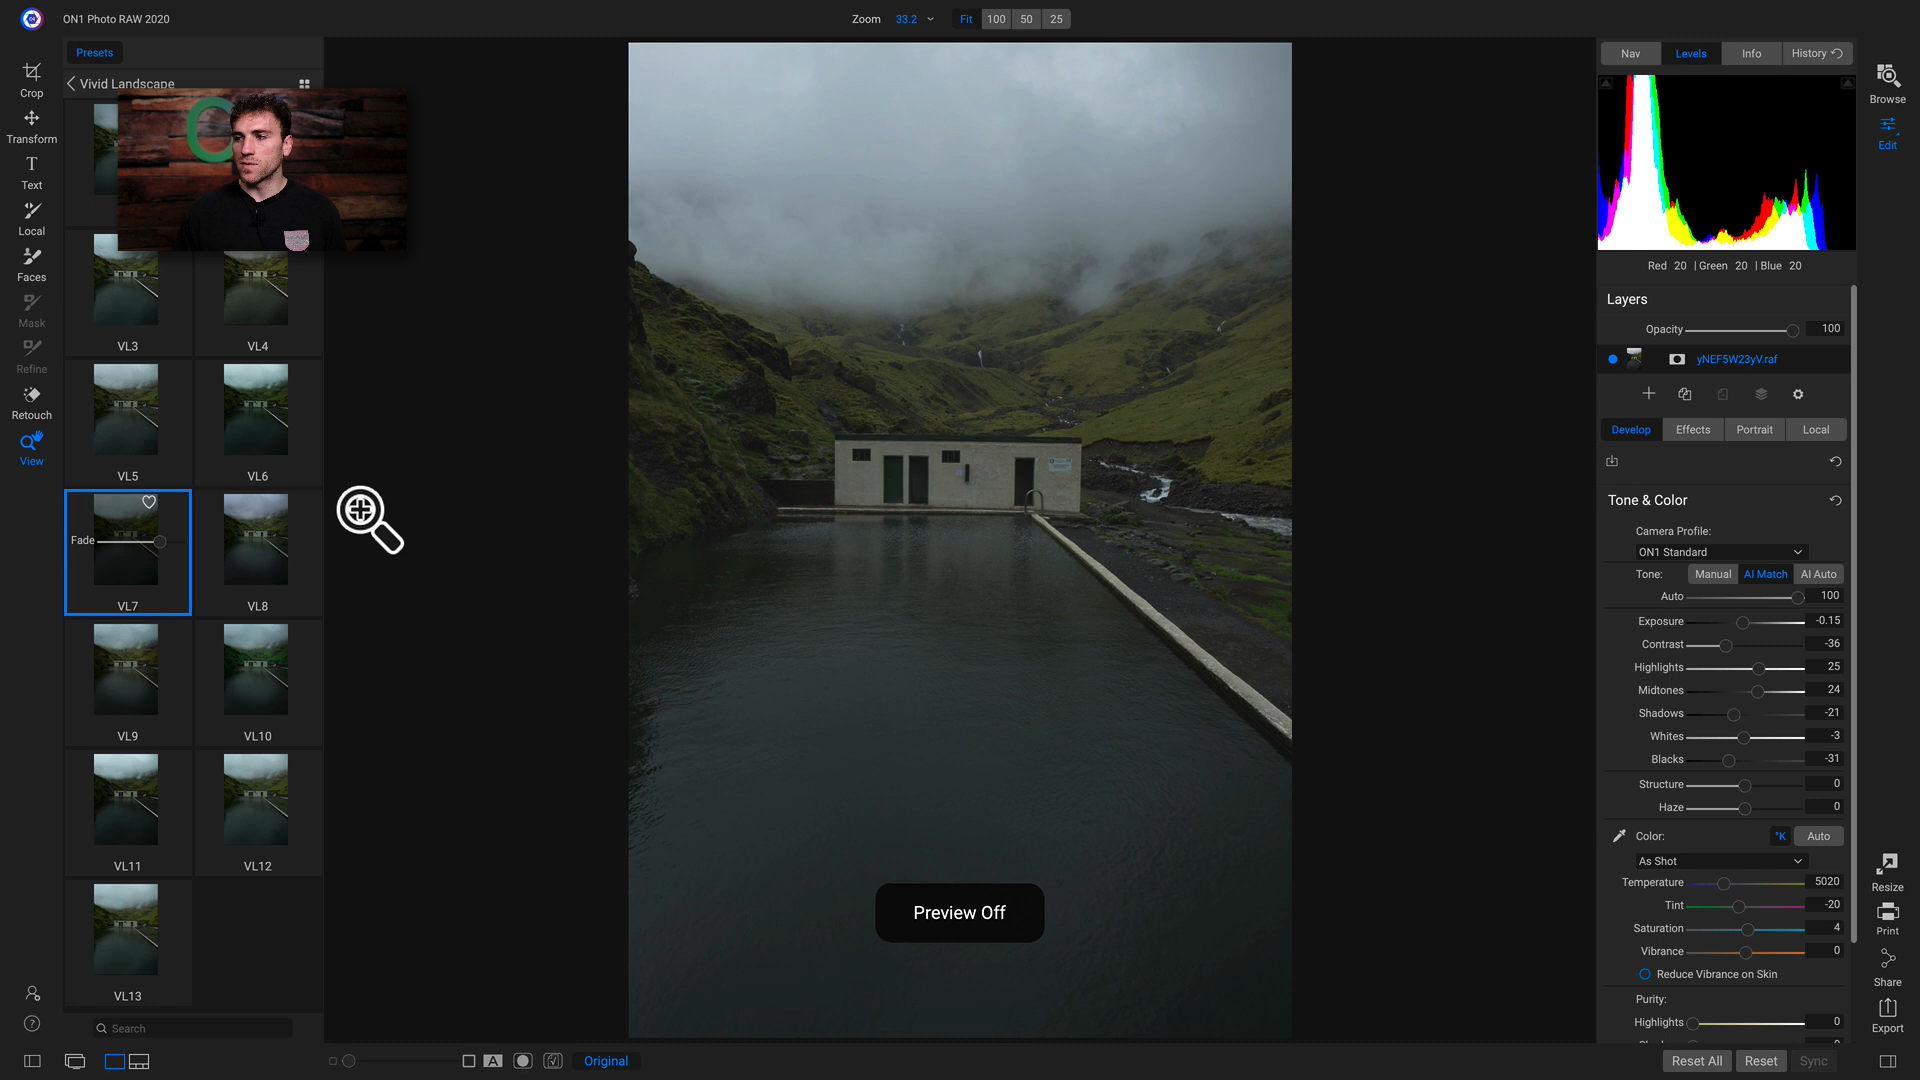 ON1 Photo RAW 2020
Zoom 33.2 Fit 100 50 25
Presets
Vivid Landscape
Crop
Transform
Text
Local
Faces
Mask
Refine
Retouch
View
VL3 VL4
VL5 VL6
Fade
VL7 VL8
VL9 VL10
VL11 VL12
VL13
Search
Preview Off
Original
Nav Levels Info History
Red 20 | Green 20 | Blue 20
Layers
Opacity 100
yNEF5W23yV.raf
Develop Effects Portrait Local
Tone & Color
Camera Profile:
ON1 Standard
Tone: Manual AI Match AI Auto
Auto 100
Exposure -0.15
Contrast -36
Highlights 25
Midtones 24
Shadows -21
Whites -3
Blacks -31
Structure 0
Haze 0
Color: °K Auto
As Shot
Temperature 5020
Tint -20
Saturation 4
Vibrance 0
Reduce Vibrance on Skin
Purity:
Highlights 0
Reset All Reset Sync
Browse
Edit
Resize
Print
Share
Export